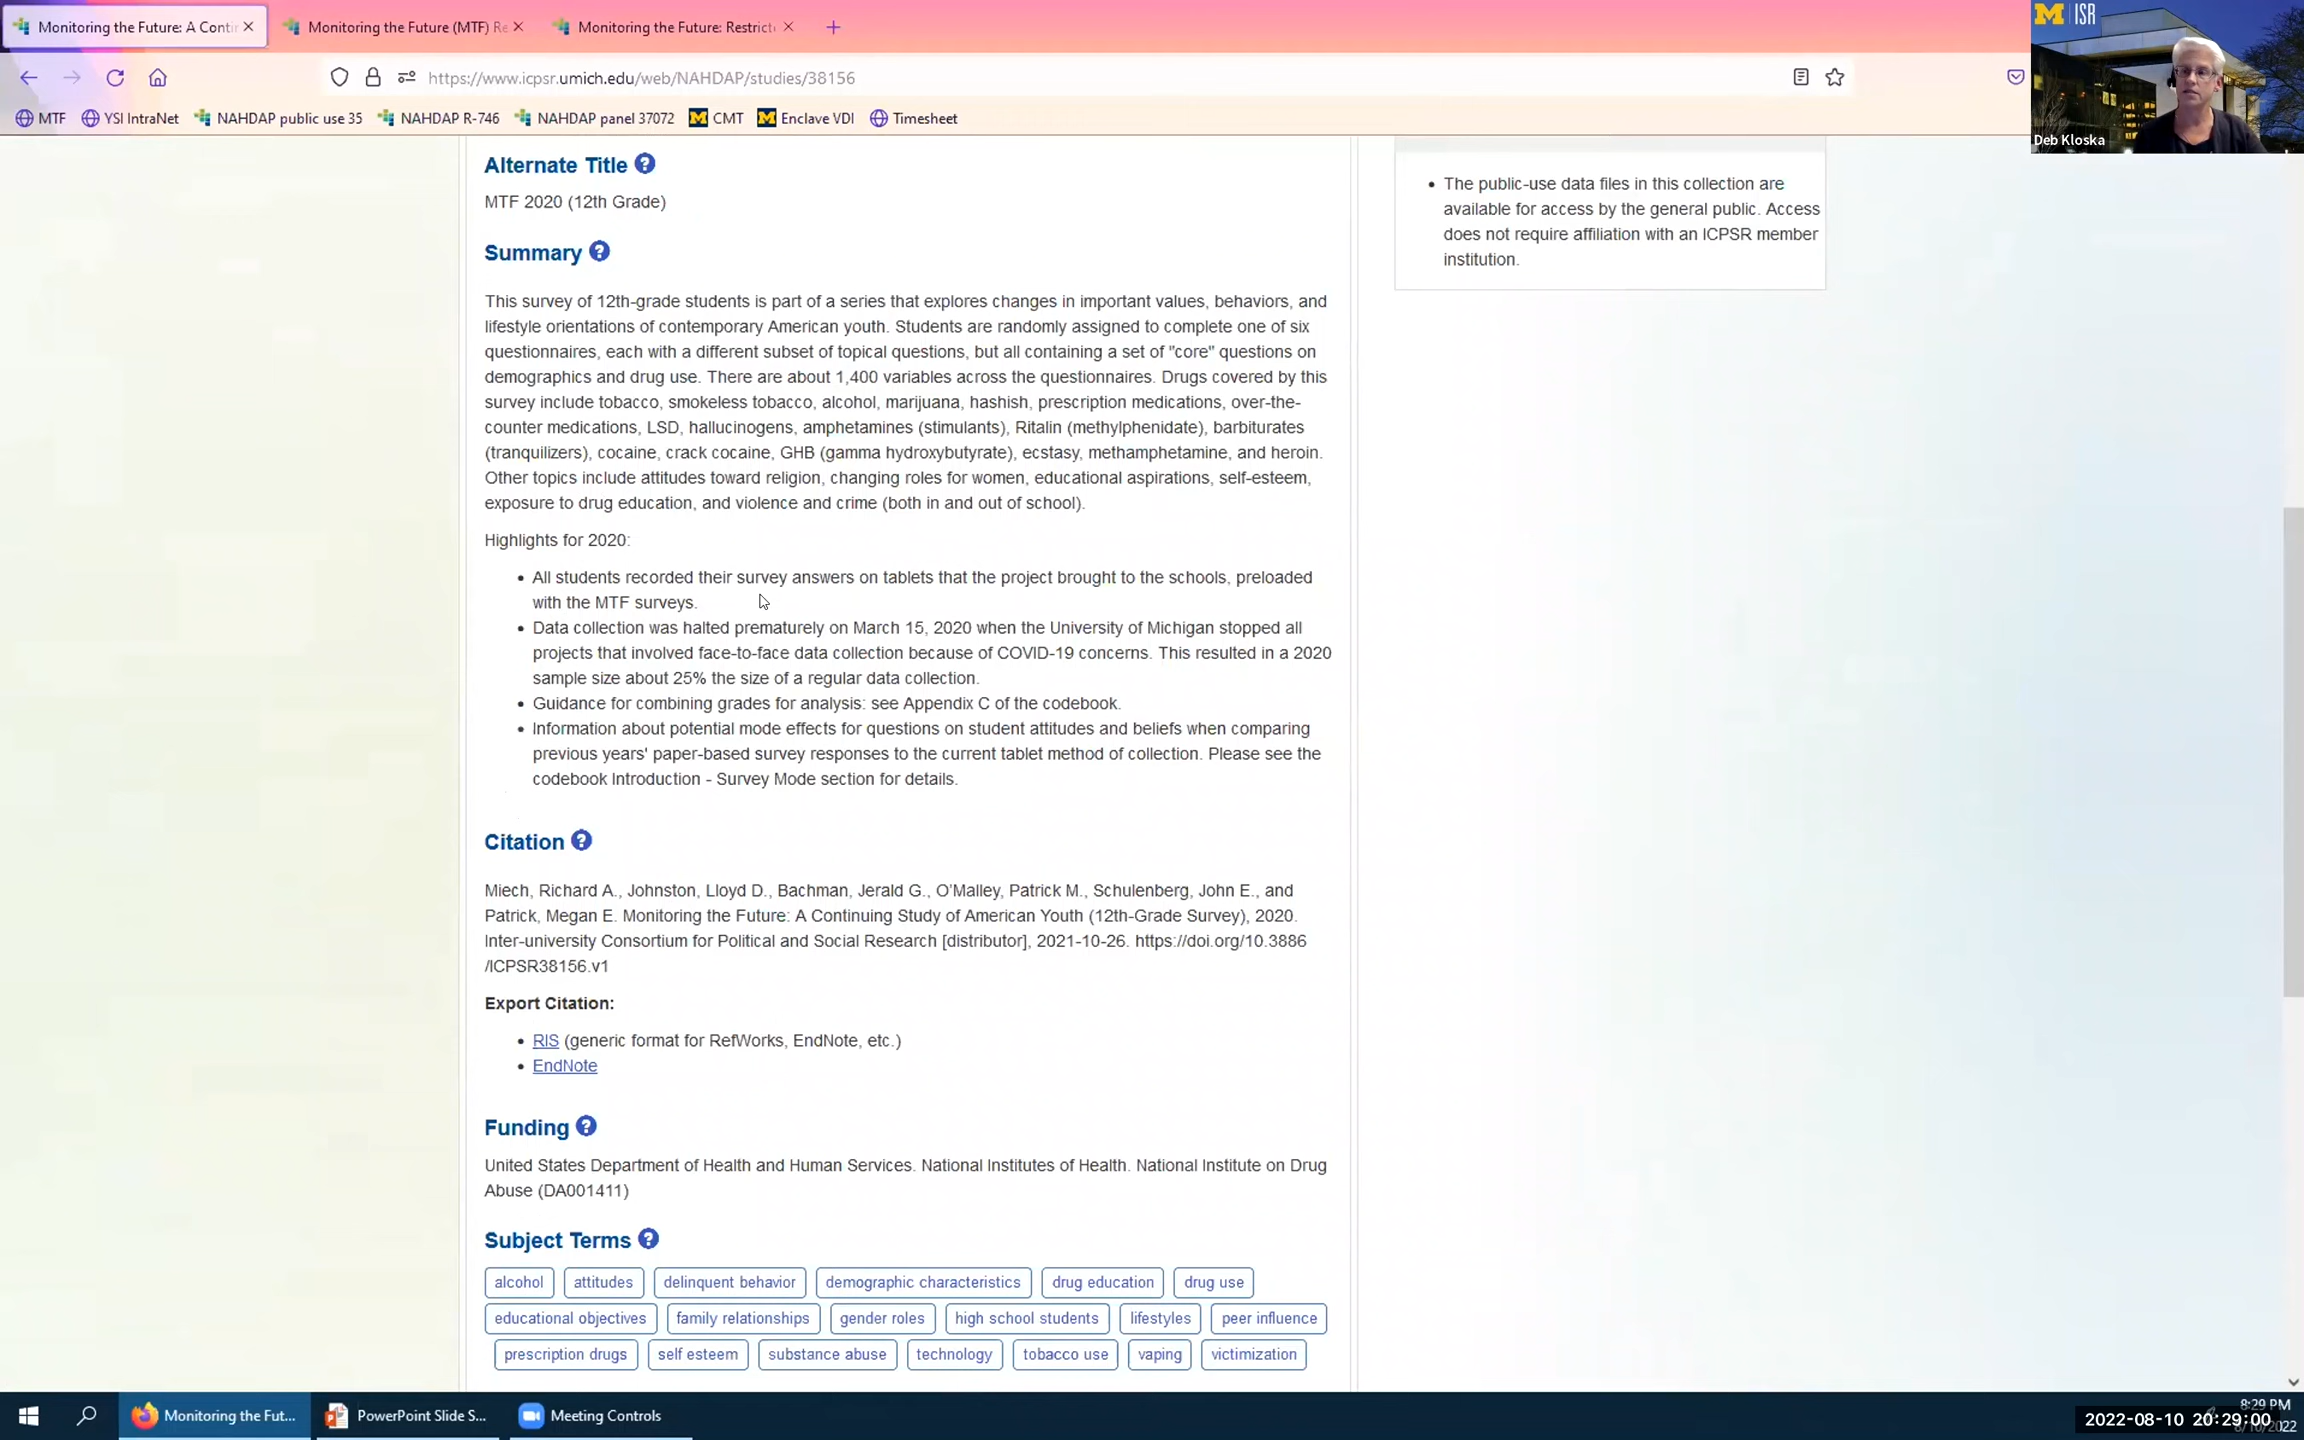 Monitoring the Future: A Conti
Monitoring the Future (MTF) Re
Monitoring the Future: Restricte
https://www.icpsr.umich.edu/web/NAHDAP/studies/38156
MTF
YSI IntraNet
NAHDAP public use 35
NAHDAP R-746
NAHDAP panel 37072
CMT
Enclave VDI
Timesheet
M ISR
Deb Kloska
Alternate Title
MTF 2020 (12th Grade)
Summary
This survey of 12th-grade students is part of a series that explores changes in important values, behaviors, and
lifestyle orientations of contemporary American youth. Students are randomly assigned to complete one of six
questionnaires, each with a different subset of topical questions, but all containing a set of "core" questions on
demographics and drug use. There are about 1,400 variables across the questionnaires. Drugs covered by this
survey include tobacco, smokeless tobacco, alcohol, marijuana, hashish, prescription medications, over-the-
counter medications, LSD, hallucinogens, amphetamines (stimulants), Ritalin (methylphenidate), barbiturates
(tranquilizers), cocaine, crack cocaine, GHB (gamma hydroxybutyrate), ecstasy, methamphetamine, and heroin.
Other topics include attitudes toward religion, changing roles for women, educational aspirations, self-esteem,
exposure to drug education, and violence and crime (both in and out of school).
Highlights for 2020:
• All students recorded their survey answers on tablets that the project brought to the schools, preloaded
with the MTF surveys.
• Data collection was halted prematurely on March 15, 2020 when the University of Michigan stopped all
projects that involved face-to-face data collection because of COVID-19 concerns. This resulted in a 2020
sample size about 25% the size of a regular data collection.
• Guidance for combining grades for analysis: see Appendix C of the codebook.
• Information about potential mode effects for questions on student attitudes and beliefs when comparing
previous years' paper-based survey responses to the current tablet method of collection. Please see the
codebook Introduction - Survey Mode section for details.
Citation
Miech, Richard A., Johnston, Lloyd D., Bachman, Jerald G., O'Malley, Patrick M., Schulenberg, John E., and
Patrick, Megan E. Monitoring the Future: A Continuing Study of American Youth (12th-Grade Survey), 2020.
Inter-university Consortium for Political and Social Research [distributor], 2021-10-26. https://doi.org/10.3886
/ICPSR38156.v1
Export Citation:
• RIS (generic format for RefWorks, EndNote, etc.)
• EndNote
Funding
United States Department of Health and Human Services. National Institutes of Health. National Institute on Drug
Abuse (DA001411)
Subject Terms
alcohol attitudes delinquent behavior demographic characteristics drug education drug use
educational objectives family relationships gender roles high school students lifestyles peer influence
prescription drugs self esteem substance abuse technology tobacco use vaping victimization
• The public-use data files in this collection are
available for access by the general public. Access
does not require affiliation with an ICPSR member
institution.
Monitoring the Fut...
PowerPoint Slide S...
Meeting Controls
8:29 PM
2022-08-10 20:29:00